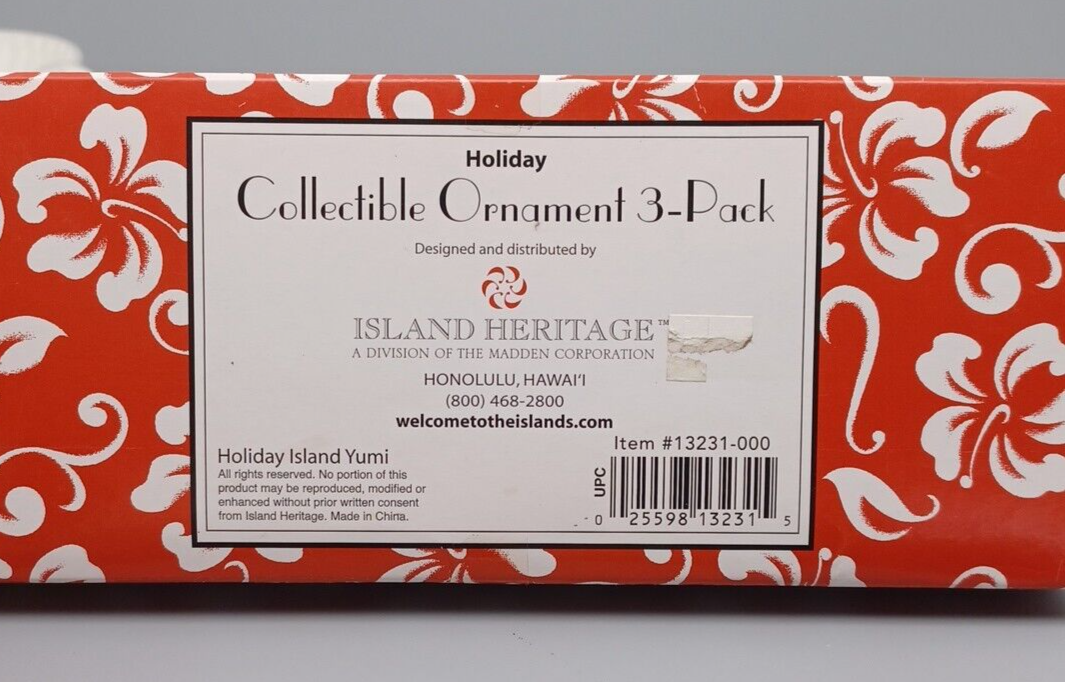 Holiday
Collectible Ornament 3-Pack
Designed and distributed by
ISLAND HERITAGE™
A DIVISION OF THE MADDEN CORPORATION
HONOLULU, HAWAIʻI
(800) 468-2800
welcometotheislands.com
Item #13231-000
Holiday Island Yumi
All rights reserved. No portion of this
product may be reproduced, modified or
enhanced without prior written consent
from Island Heritage. Made in China.
UPC
0 25598 13231 5